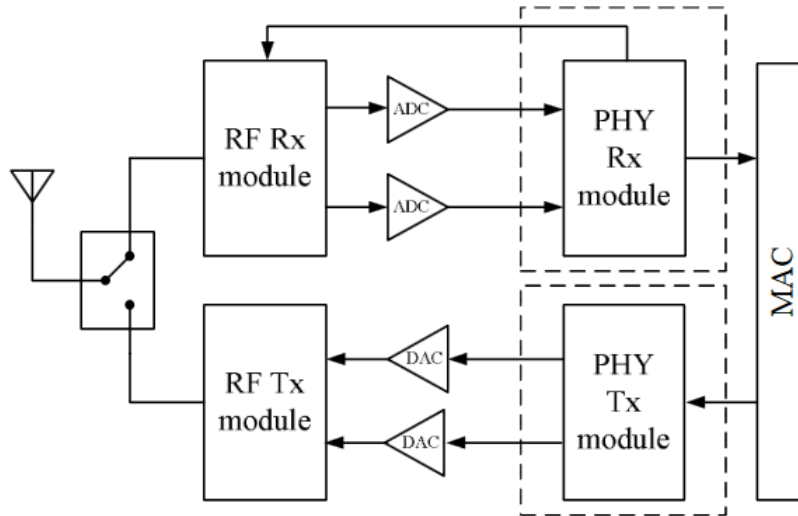 RF Rx
module
ADC
ADC
PHY
Rx
module
MAC
RF Tx
module
DAC
DAC
PHY
Tx
module